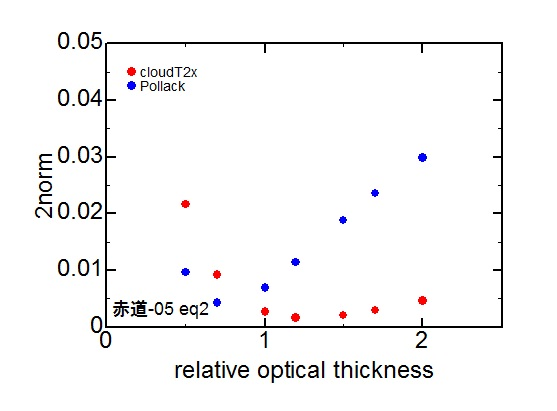 0.05
cloudT2x
Pollack
0.04
0.03
2norm
0.02
0.01
赤道-05 eq2
0
0 1 2
relative optical thickness